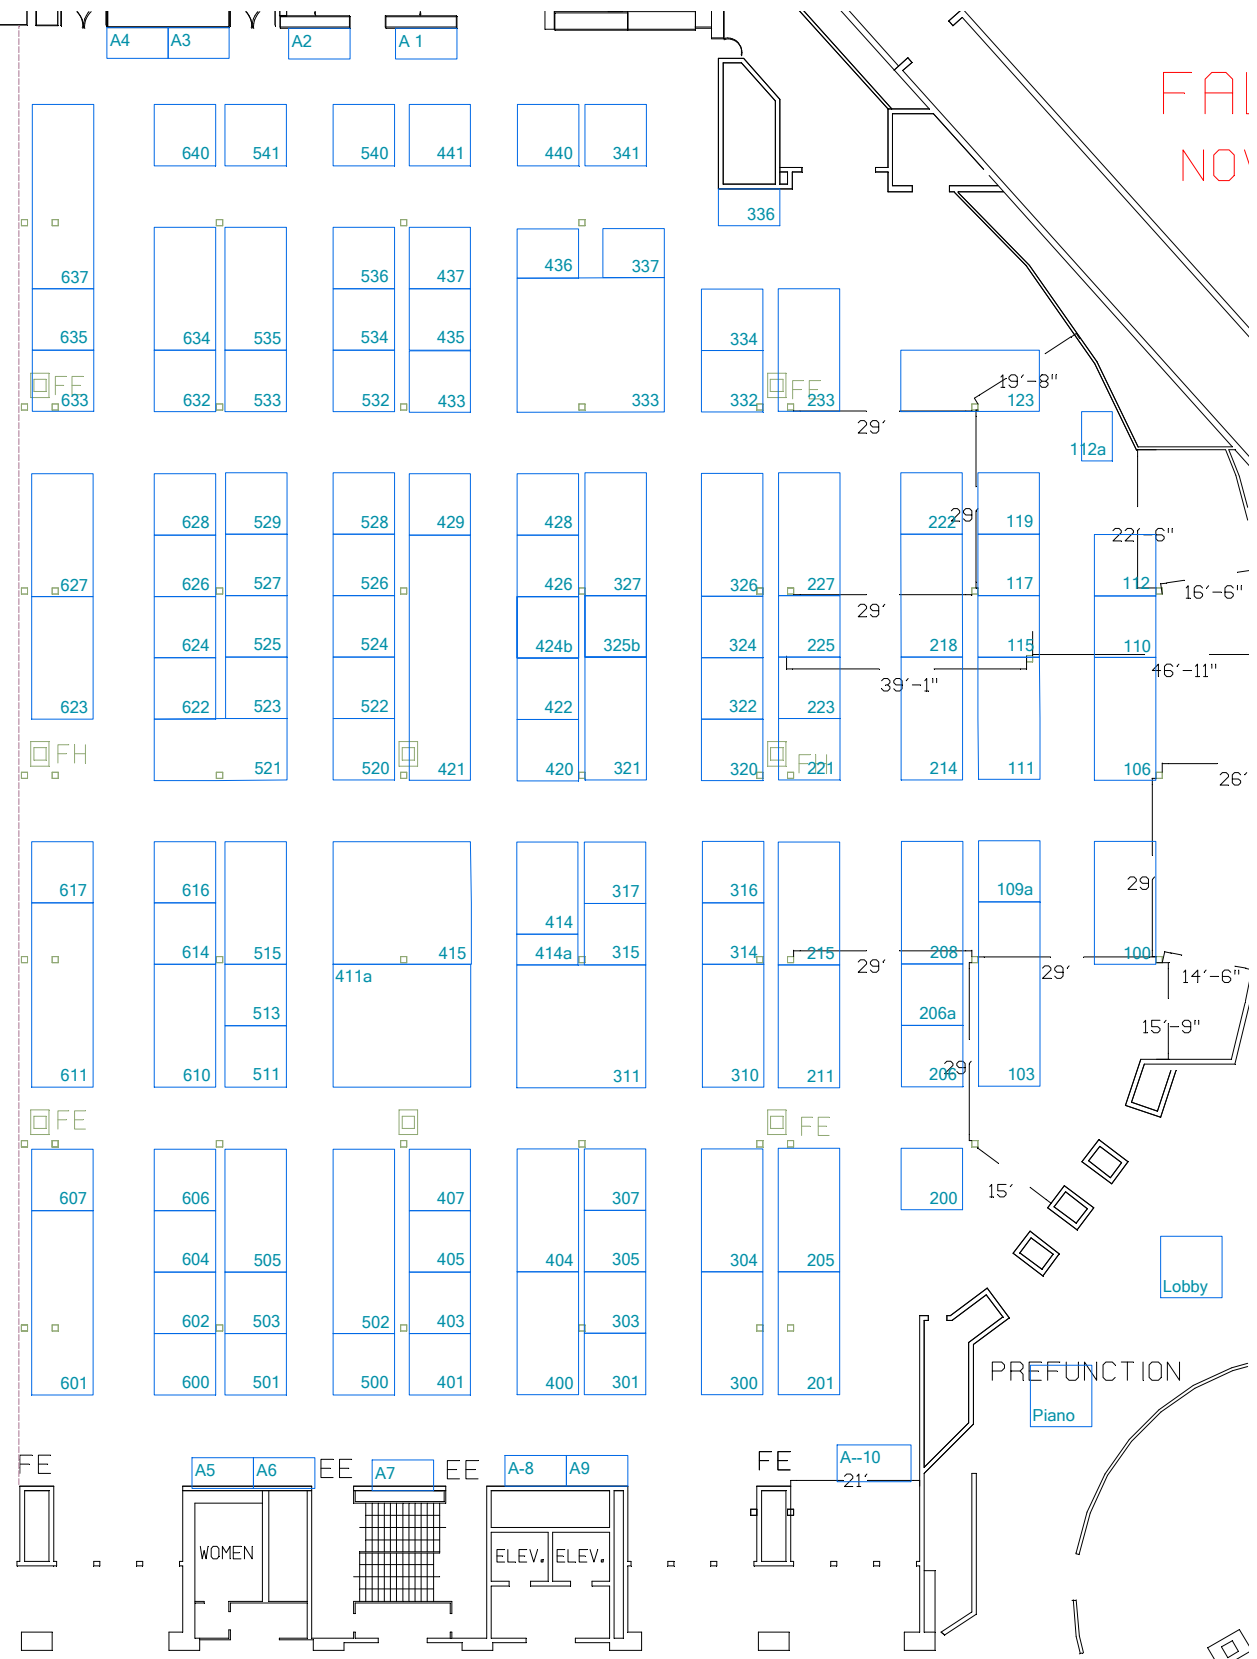 A4 A3 A2 A 1
FAL
640 541 540 441 440 341
NOV
336
637 536 437 436 337
635 634 535 534 435 334
FE FE 19'-8"
633 632 533 532 433 333 332 233 123
29'
112a
628 529 528 429 428 222 29' 119
22'-6"
627 626 527 526 426 327 326 227 117 112
29' 16'-6"
624 525 524 424b 325b 324 225 218 115 110
39'-1" 46'-11"
623 622 523 522 422 322 223
FH FH
521 520 421 420 321 320 221 214 111 106
26'
617 616 317 316 109a 29'
414
614 515 415 414a 315 314 215 208 100
411a 29' 29' 14'-6"
513 206a 15'-9"
611 610 511 311 310 211 206 29' 103
FE FE
607 606 407 307 200 15'
604 505 405 404 305 304 205
Lobby
602 503 502 403 303
PREFUNCTION
601 600 501 500 401 400 301 300 201
Piano
FE A5 A6 EE A7 EE A-8 A9 FE A--10
21'
WOMEN ELEV. ELEV.